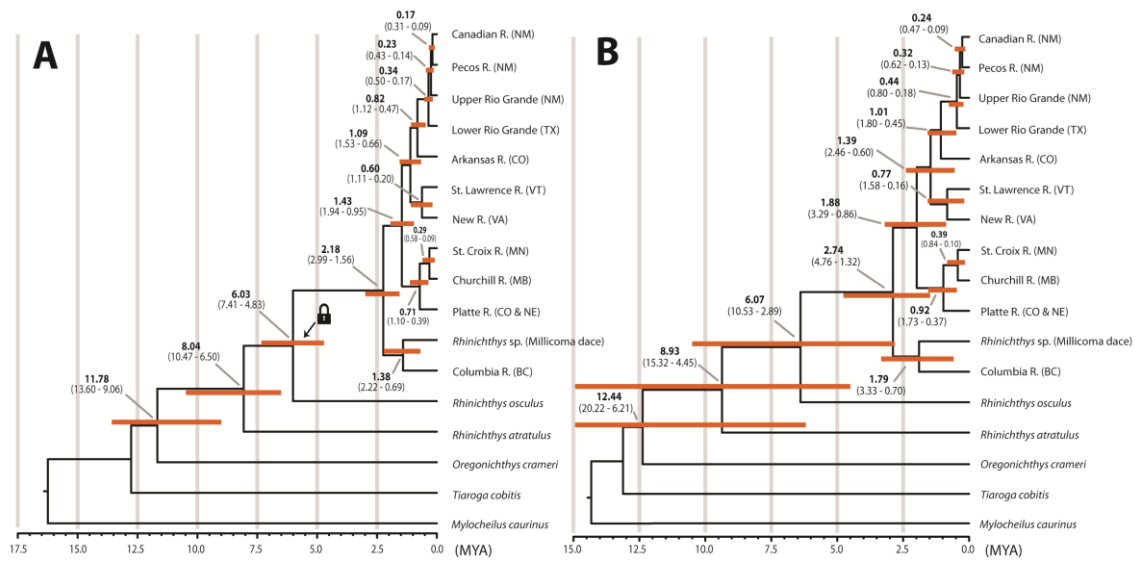 A
0.17
(0.31 - 0.09)
Canadian R. (NM)
0.23
(0.43 - 0.14)
Pecos R. (NM)
0.34
(0.50 - 0.17)
Upper Rio Grande (NM)
0.82
(1.12 - 0.47)
Lower Rio Grande (TX)
1.09
(1.53 - 0.66)
Arkansas R. (CO)
0.60
(1.11 - 0.20)
St. Lawrence R. (VT)
1.43
(1.94 - 0.95)
New R. (VA)
0.29
(0.58 - 0.09)
St. Croix R. (MN)
2.18
(2.99 - 1.56)
Churchill R. (MB)
0.71
(1.10 - 0.39)
Platte R. (CO & NE)
6.03
(7.41 - 4.83)
Rhinichthys sp. (Millicoma dace)
8.04
(10.47 - 6.50)
Columbia R. (BC)
1.38
(2.22 - 0.69)
11.78
(13.60 - 9.06)
Rhinichthys osculus
Rhinichthys atratulus
Oregonichthys crameri
Tiaroga cobitis
Mylocheilus caurinus
17.5 15.0 12.5 10.0 7.5 5.0 2.5 0.0 (MYA)
B
0.24
(0.47 - 0.09)
Canadian R. (NM)
0.32
(0.62 - 0.13)
Pecos R. (NM)
0.44
(0.80 - 0.18)
Upper Rio Grande (NM)
1.01
(1.80 - 0.45)
Lower Rio Grande (TX)
1.39
(2.46 - 0.60)
Arkansas R. (CO)
0.77
(1.58 - 0.16)
St. Lawrence R. (VT)
1.88
(3.29 - 0.86)
New R. (VA)
0.39
(0.84 - 0.10)
St. Croix R. (MN)
2.74
(4.76 - 1.32)
Churchill R. (MB)
0.92
(1.73 - 0.37)
Platte R. (CO & NE)
6.07
(10.53 - 2.89)
Rhinichthys sp. (Millicoma dace)
8.93
(15.32 - 4.45)
Columbia R. (BC)
1.79
(3.33 - 0.70)
12.44
(20.22 - 6.21)
Rhinichthys osculus
Rhinichthys atratulus
Oregonichthys crameri
Tiaroga cobitis
Mylocheilus caurinus
15.0 12.5 10.0 7.5 5.0 2.5 0.0 (MYA)